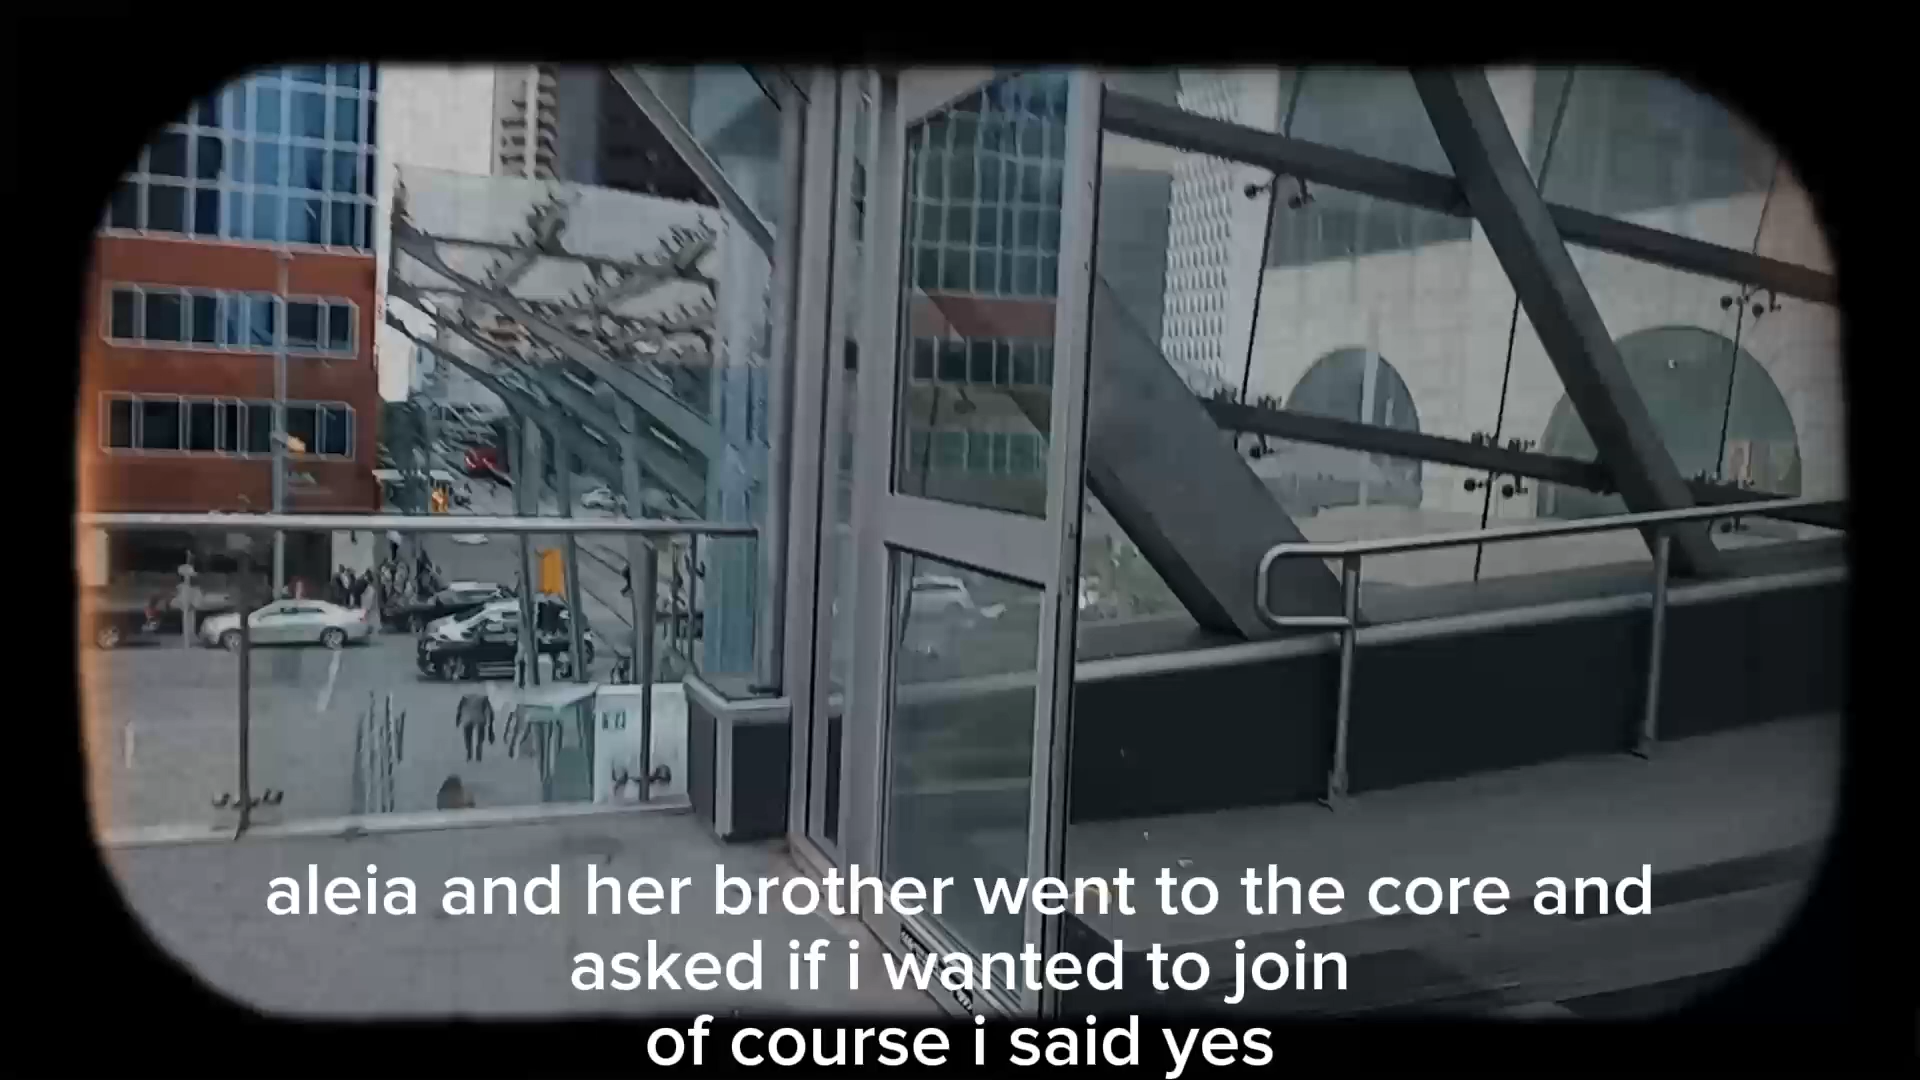 aleia and her brother went to the core and
asked if i wanted to join
of course i said yes